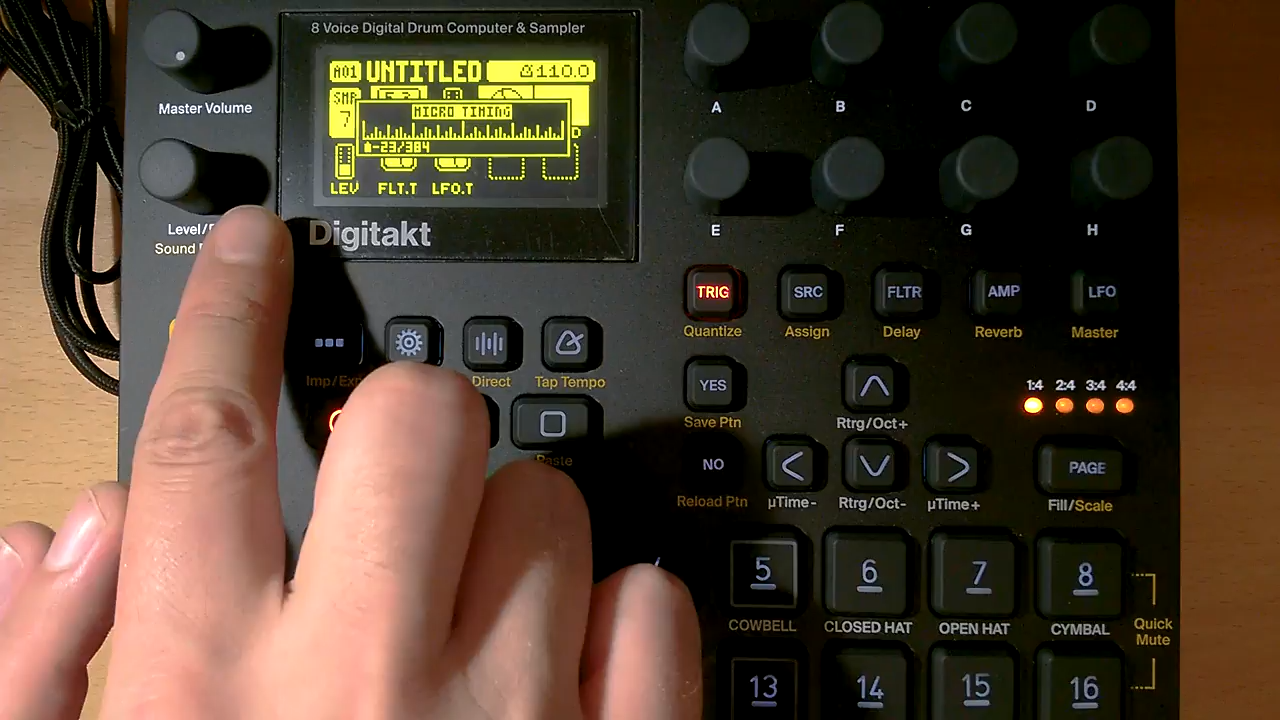 8 Voice Digital Drum Computer & Sampler
A01 UNTITLED 110.0
MICRO TIMING
7
-23/384
LEV FLT.T LFO.T
Digitakt
Master Volume
Sound
A B C D
E F G H
TRIG SRC FLTR AMP LFO
Quantize Assign Delay Reverb Master
Direct Tap Tempo
YES
Save Ptn
Rtrg/Oct+
1:4 2:4 3:4 4:4
NO
Reload Ptn
µTime- Rtrg/Oct- µTime+
PAGE
Fill/Scale
5 6 7 8
COWBELL CLOSED HAT OPEN HAT CYMBAL
Quick
Mute
13 14 15 16